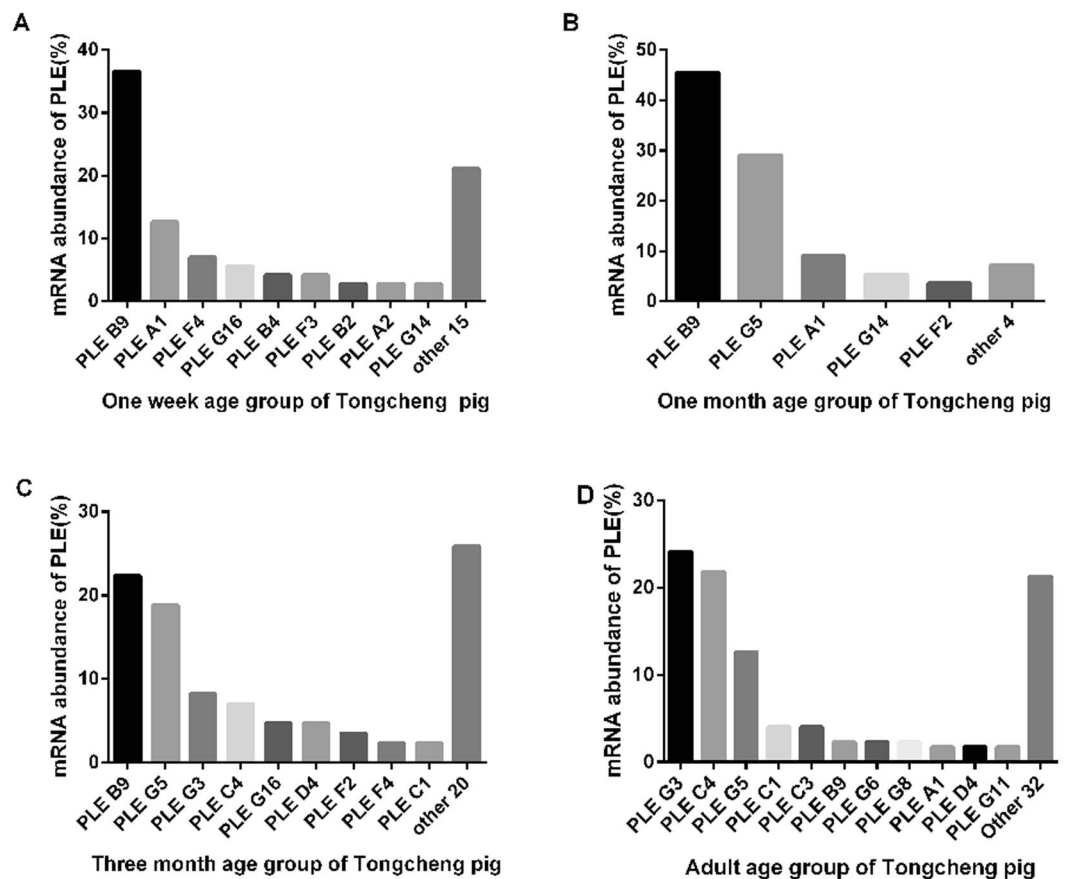 A
mRNA abundance of PLE(%)
40
30
20
10
0
PLE B9
PLE A1
PLE F4
PLE G16
PLE B4
PLE F3
PLE B2
PLE A2
PLE G14
other 15
One week age group of Tongcheng pig
B
mRNA abundance of PLE(%)
50
40
30
20
10
0
PLE B9
PLE G5
PLE A1
PLE G14
PLE F2
other 4
One month age group of Tongcheng pig
C
mRNA abundance of PLE(%)
30
20
10
0
PLE B9
PLE G5
PLE G3
PLE C4
PLE G16
PLE D4
PLE F2
PLE F4
PLE C1
other 20
Three month age group of Tongcheng pig
D
mRNA abundance of PLE(%)
30
20
10
0
PLE G3
PLE C4
PLE G5
PLE C1
PLE C3
PLE B9
PLE G6
PLE G8
PLE A1
PLE D4
PLE G11
Other 32
Adult age group of Tongcheng pig